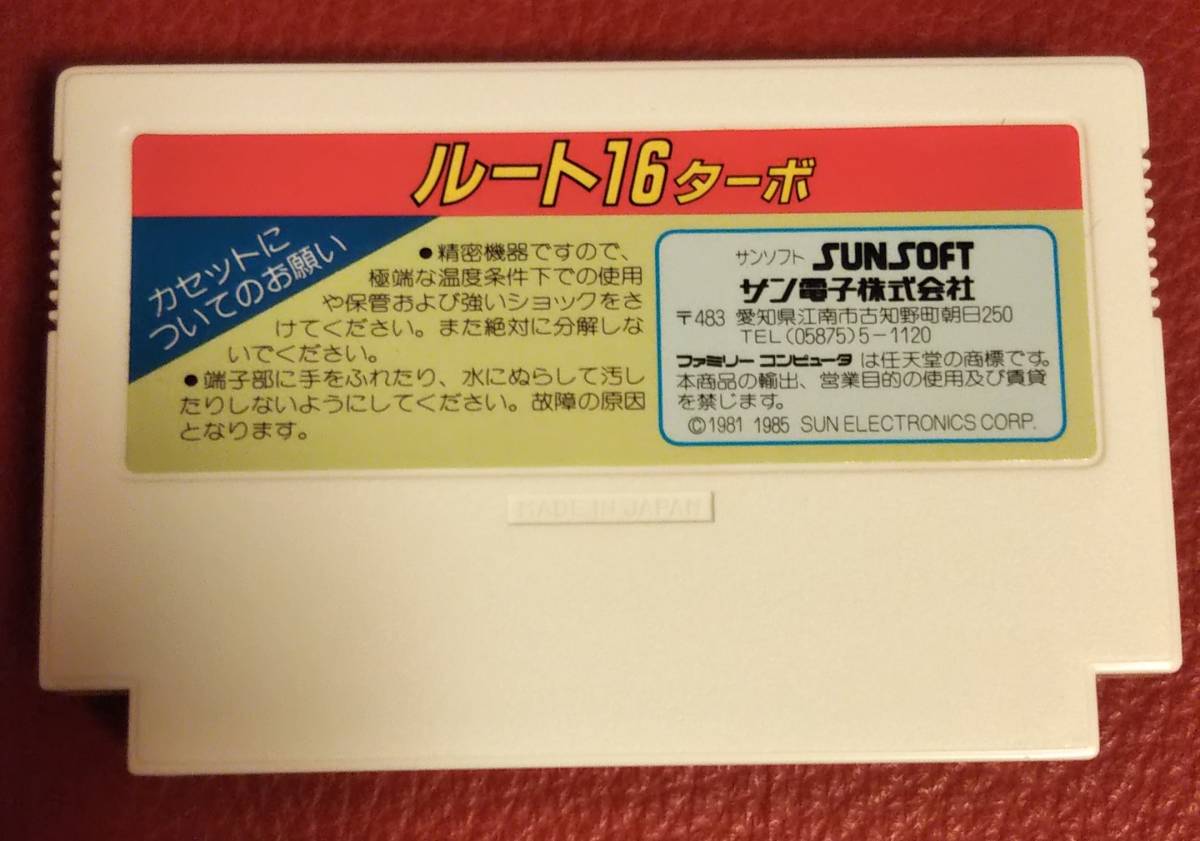 ルート16ターボ
カセットに
ついてのお願い
●精密機器ですので、
極端な温度条件下での使用
や保管および強いショックをさ
けてください。また絶対に分解しな
いでください。
●端子部に手をふれたり、水にぬらして汚し
たりしないようにしてください。故障の原因
となります。
サンソフト SUNSOFT
サン電子株式会社
〒483 愛知県江南市古知野町朝日250
TEL(05875)5-1120
ファミリーコンピュータは任天堂の商標です。
本商品の輸出、営業目的の使用及び賃貸
を禁じます。
©1981 1985 SUN ELECTRONICS CORP.
MADE IN JAPAN